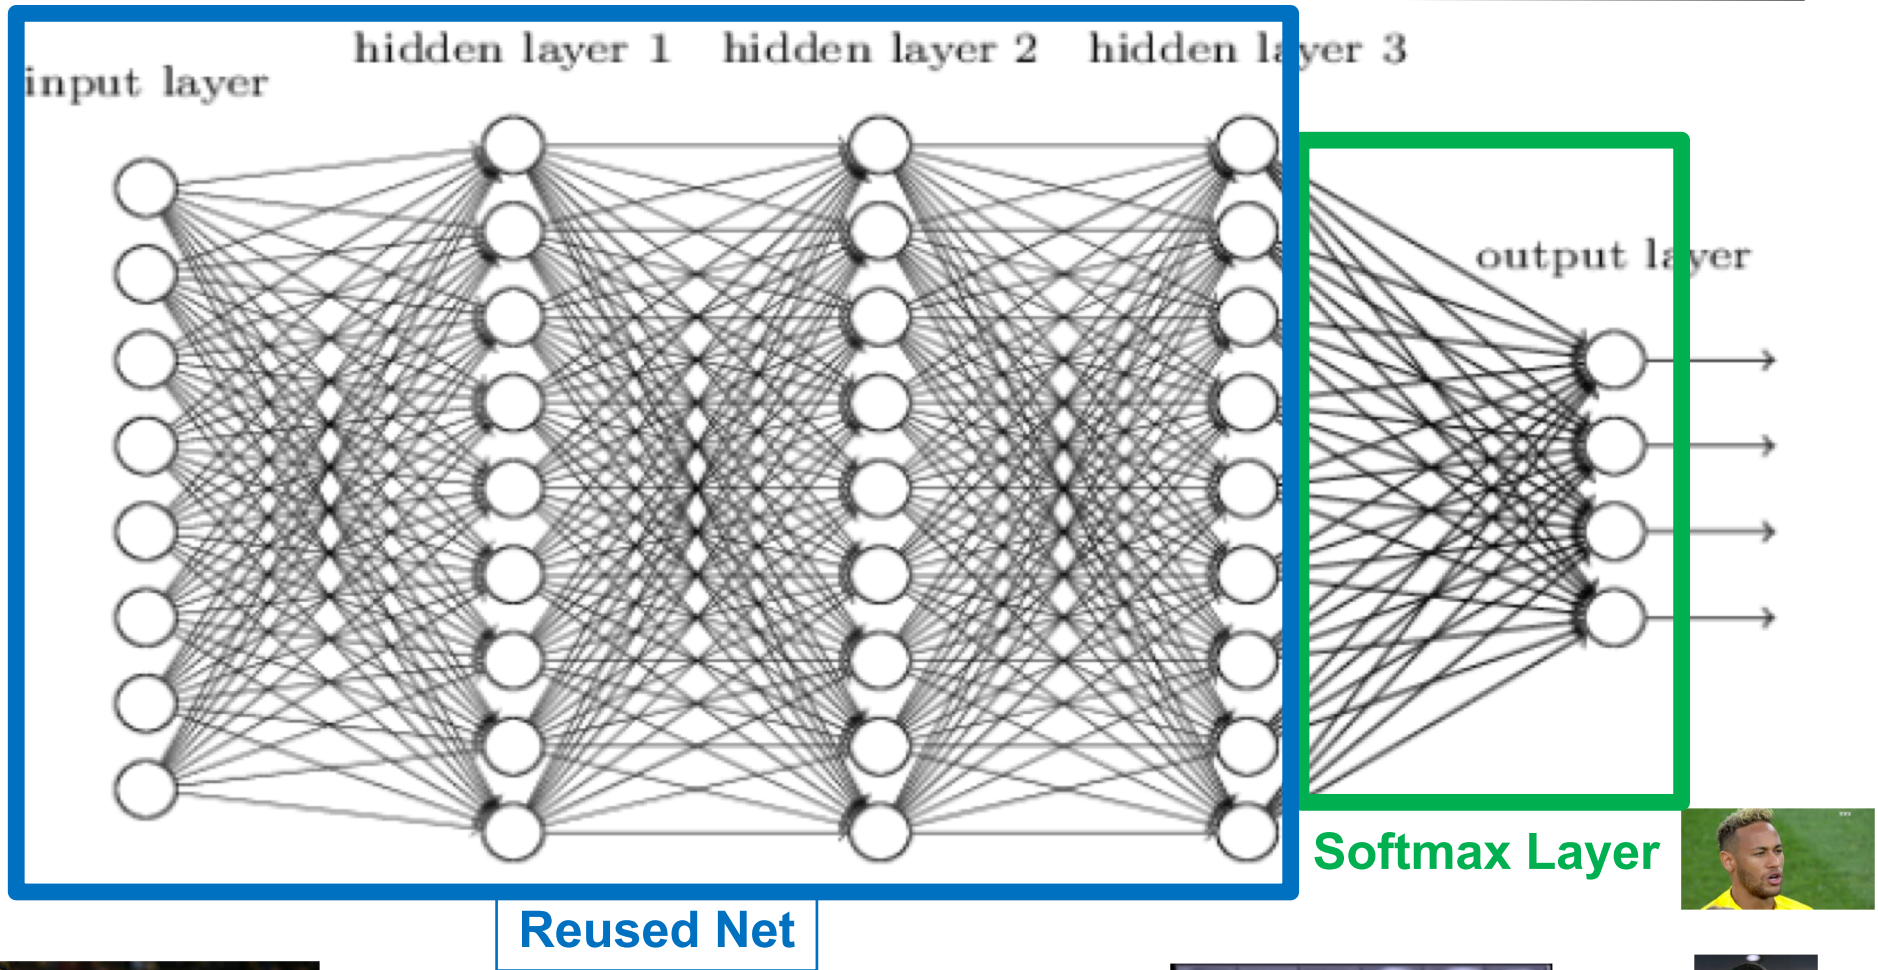 hidden layer 1 hidden layer 2 hidden layer 3
input layer
output layer
Softmax Layer
Reused Net